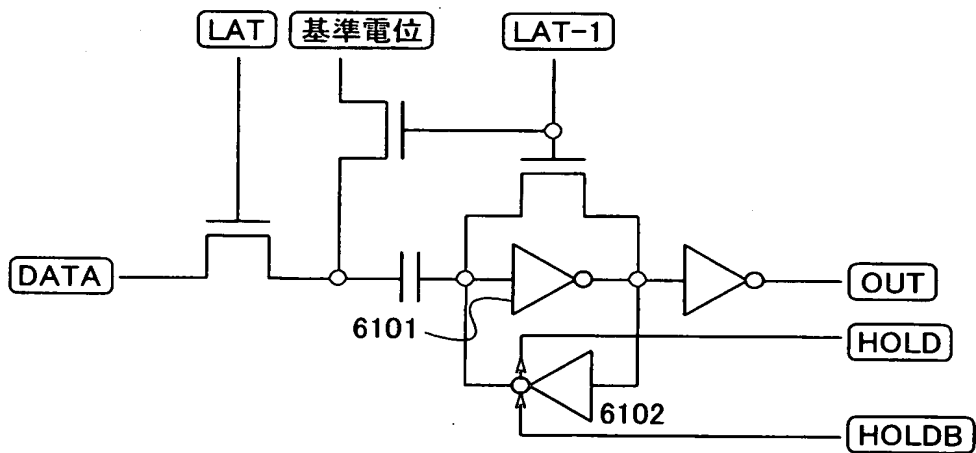 LAT
基準電位
LAT-1
DATA
6101
OUT
HOLD
6102
HOLDB